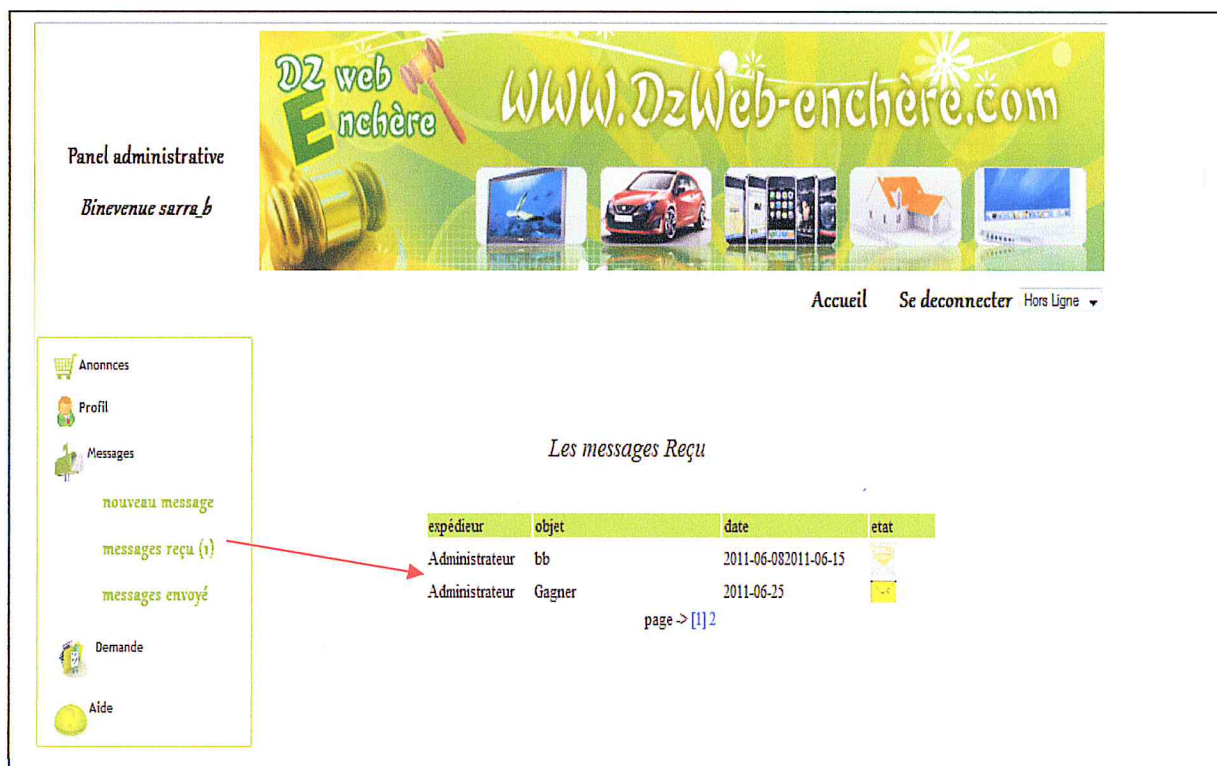 DZ web
Enchère
WWW.DzWeb-enchère.com
Panel administrative
Binevenue sarra_b
Accueil Se deconnecter Hors Ligne
Anonnces
Profil
Messages
nouveau message
messages reçu (1)
messages envoyé
Demande
Aide
Les messages Reçu
expédieur objet date etat
Administrateur bb 2011-06-082011-06-15
Administrateur Gagner 2011-06-25
page -> [1] 2